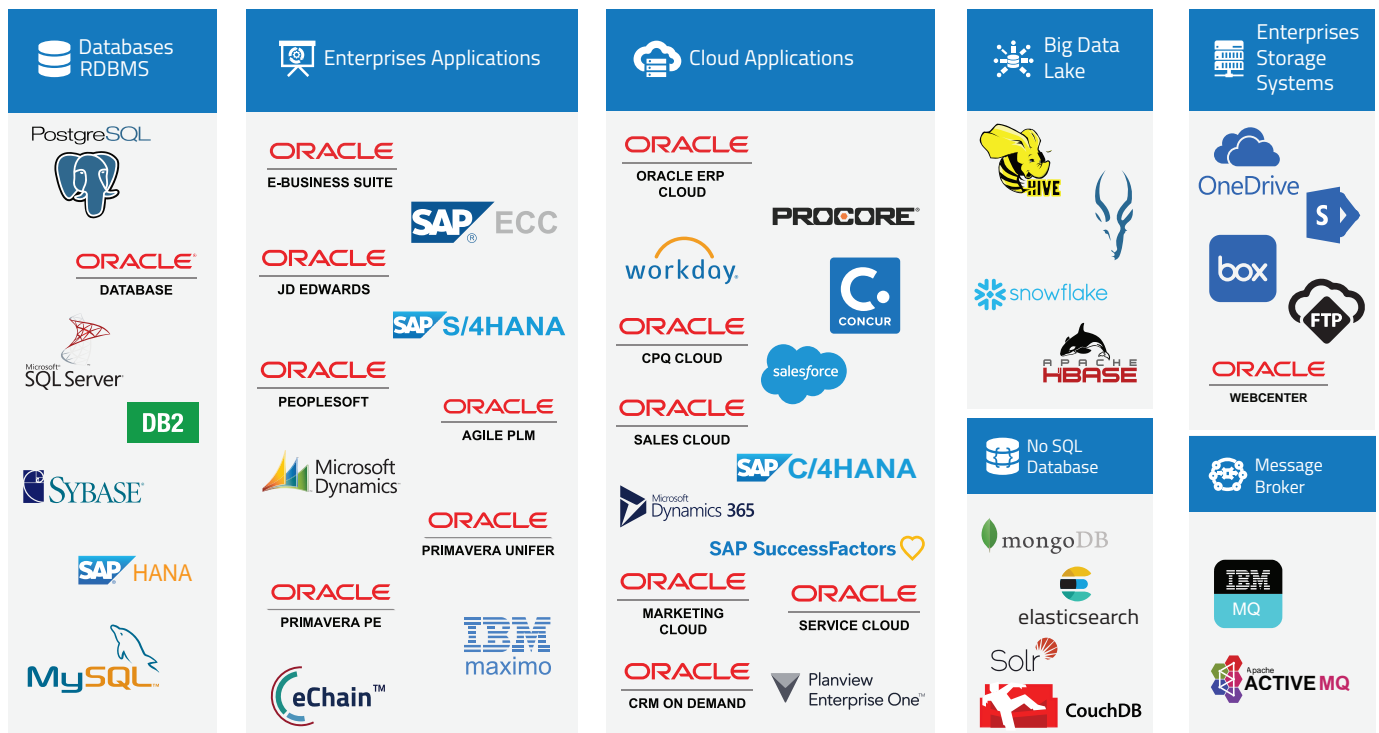 Databases
RDBMS
PostgreSQL
ORACLE®
DATABASE
Microsoft®
SQL Server®
DB2
SYBASE®
SAP HANA
MySQL™
Enterprises Applications
ORACLE
E-BUSINESS SUITE
SAP® ECC
ORACLE
JD EDWARDS
SAP S/4HANA
ORACLE
PEOPLESOFT
ORACLE
AGILE PLM
Microsoft
Dynamics™
ORACLE
PRIMAVERA UNIFER
ORACLE
PRIMAVERA PE
IBM
maximo
eChain™
Cloud Applications
ORACLE
ORACLE ERP
CLOUD
PROCORE®
workday®
C.
CONCUR
ORACLE
CPQ CLOUD
salesforce
ORACLE
SALES CLOUD
SAP C/4HANA
Microsoft
Dynamics 365
SAP SuccessFactors
ORACLE
MARKETING
CLOUD
ORACLE
SERVICE CLOUD
ORACLE
CRM ON DEMAND
Planview
Enterprise One™
Big Data
Lake
HIVE
snowflake
APACHE
HBASE
No SQL
Database
mongoDB
elasticsearch
Solr
CouchDB
Enterprises
Storage
Systems
OneDrive
S
box
FTP
ORACLE
WEBCENTER
Message
Broker
IBM
MQ
Apache
ACTIVEMQ